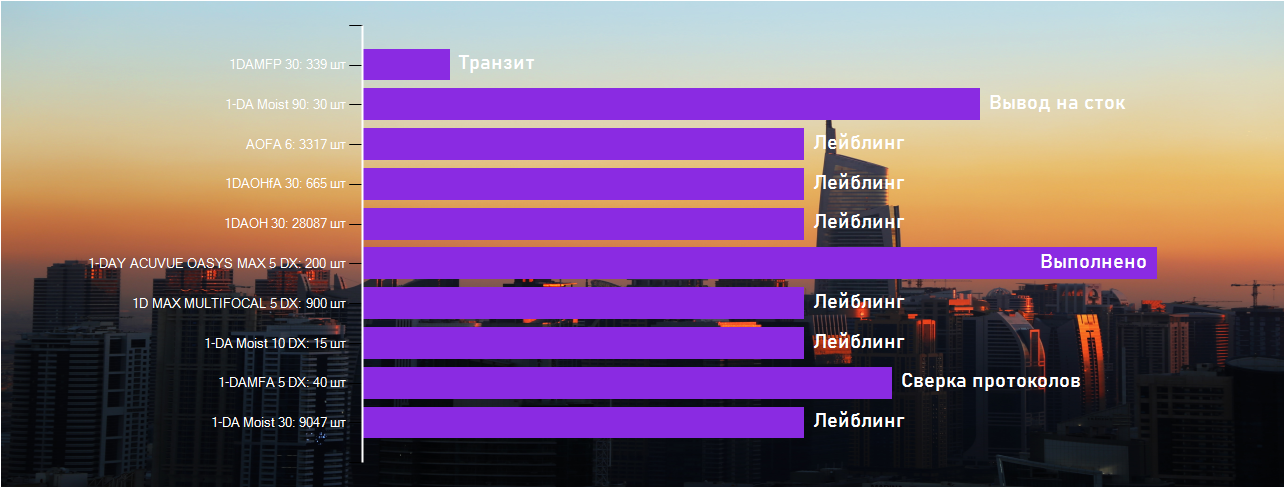 1DAMFP 30: 339 шт Транзит
1-DA Moist 90: 30 шт Вывод на сток
AOFA 6: 3317 шт Лейблинг
1DAOHfA 30: 665 шт Лейблинг
1DAOH 30: 28087 шт Лейблинг
1-DAY ACUVUE OASYS MAX 5 DX: 200 шт Выполнено
1D MAX MULTIFOCAL 5 DX: 900 шт Лейблинг
1-DA Moist 10 DX: 15 шт Лейблинг
1-DAMFA 5 DX: 40 шт Сверка протоколов
1-DA Moist 30: 9047 шт Лейблинг